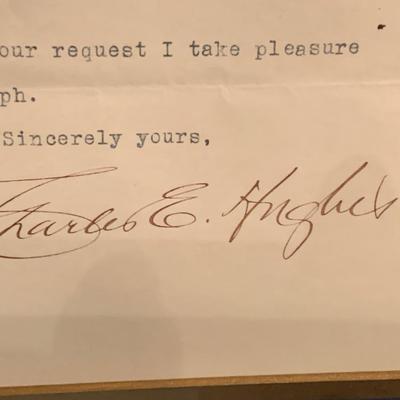 our request I take pleasure
ph.
Sincerely yours,
Charles E. Hughes